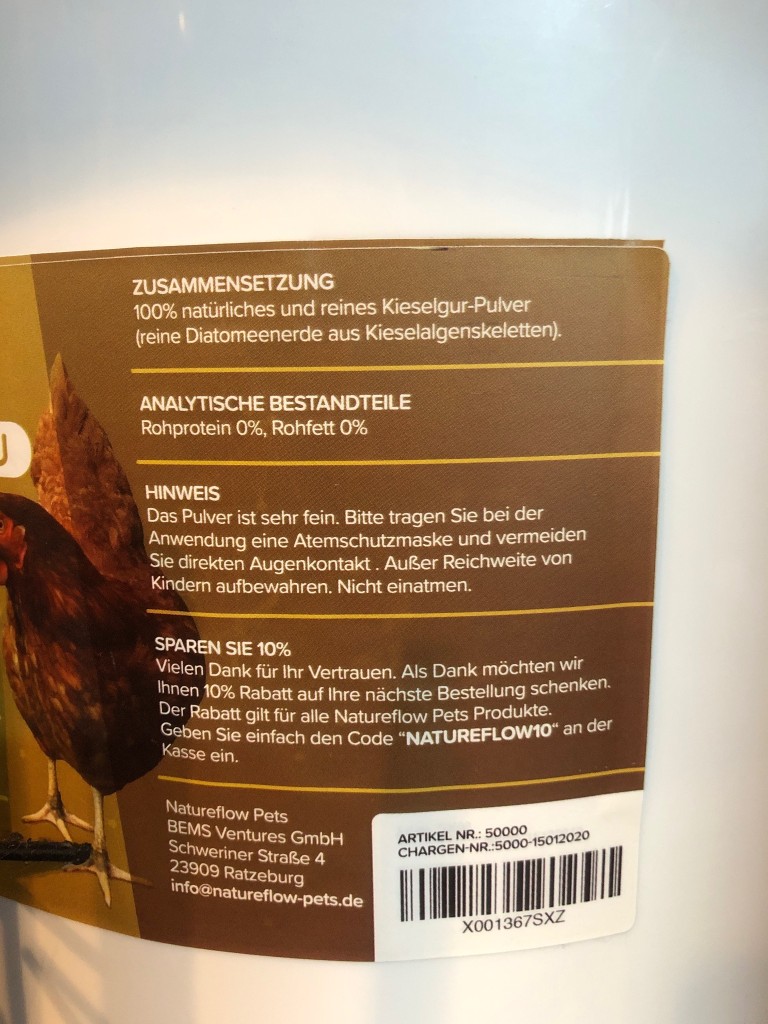 ZUSAMMENSETZUNG
100% natürliches und reines Kieselgur-Pulver
(reine Diatomeenerde aus Kieselalgenskeletten).
ANALYTISCHE BESTANDTEILE
Rohprotein 0%, Rohfett 0%
HINWEIS
Das Pulver ist sehr fein. Bitte tragen Sie bei der
Anwendung eine Atemschutzmaske und vermeiden
Sie direkten Augenkontakt . Außer Reichweite von
Kindern aufbewahren. Nicht einatmen.
SPAREN SIE 10%
Vielen Dank für Ihr Vertrauen. Als Dank möchten wir
Ihnen 10% Rabatt auf Ihre nächste Bestellung schenken.
Der Rabatt gilt für alle Natureflow Pets Produkte.
Geben Sie einfach den Code “NATUREFLOW10“ an der
Kasse ein.
Natureflow Pets
BEMS Ventures GmbH
Schweriner Straße 4
23909 Ratzeburg
info@natureflow-pets.de
ARTIKEL NR.: 50000
CHARGEN-NR.:5000-15012020
X001367SXZ